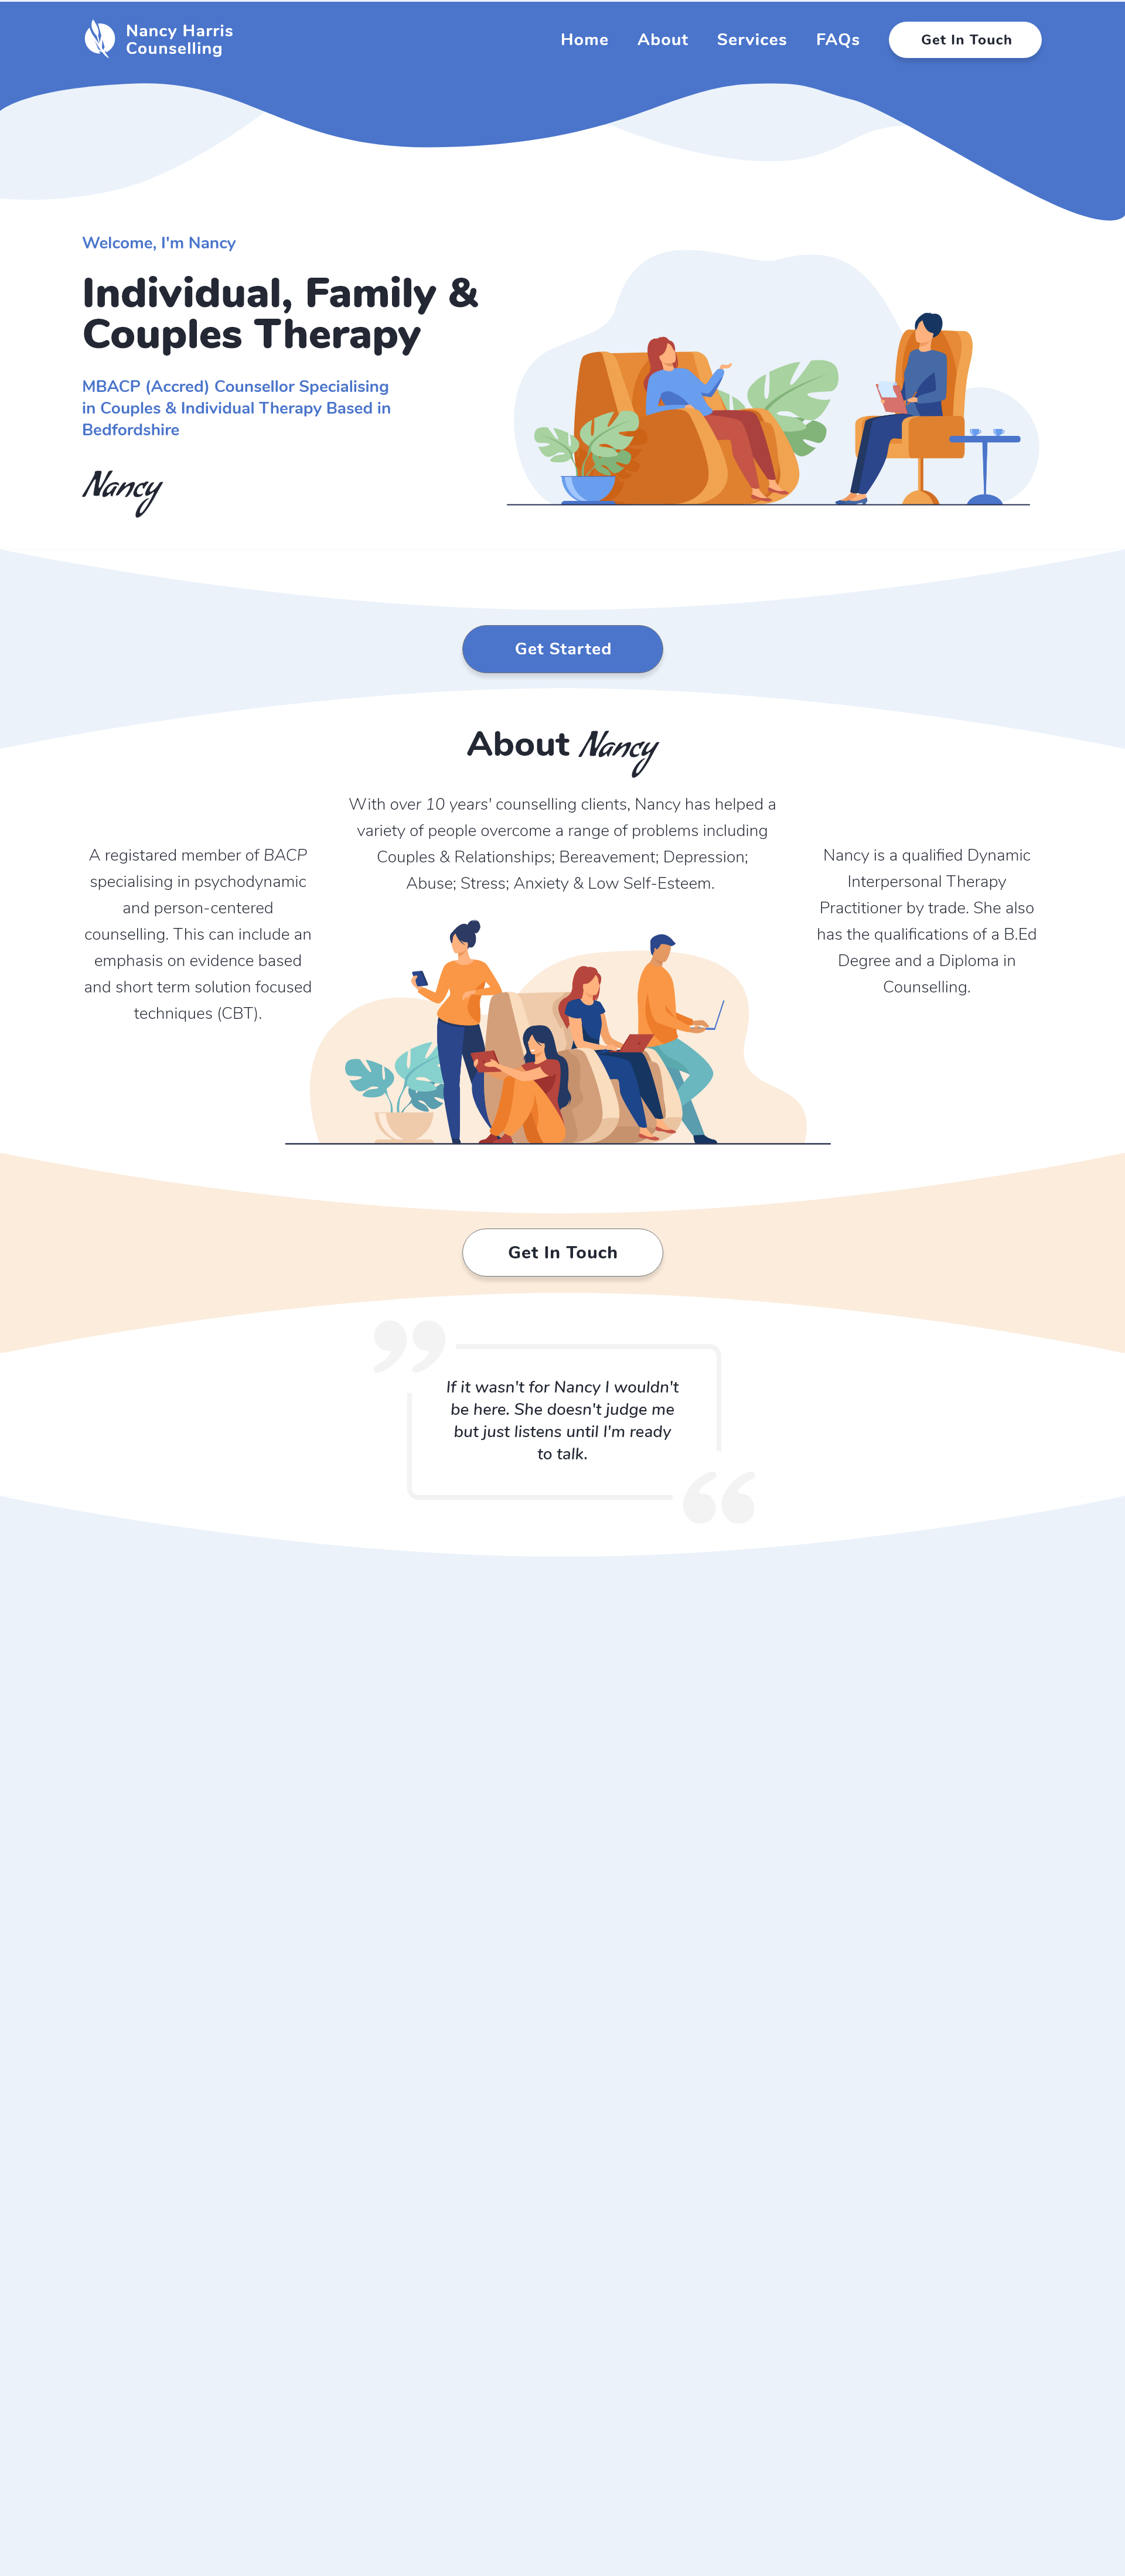 Nancy Harris
Counselling
Home About Services FAQs Get In Touch
Welcome, I'm Nancy
Individual, Family &
Couples Therapy
MBACP (Accred) Counsellor Specialising
in Couples & Individual Therapy Based in
Bedfordshire
Nancy
Get Started
About Nancy
With over 10 years' counselling clients, Nancy has helped a
variety of people overcome a range of problems including
Couples & Relationships; Bereavement; Depression;
Abuse; Stress; Anxiety & Low Self-Esteem.
A registared member of BACP
specialising in psychodynamic
and person-centered
counselling. This can include an
emphasis on evidence based
and short term solution focused
techniques (CBT).
Nancy is a qualified Dynamic
Interpersonal Therapy
Practitioner by trade. She also
has the qualifications of a B.Ed
Degree and a Diploma in
Counselling.
Get In Touch
If it wasn't for Nancy I wouldn't
be here. She doesn't judge me
but just listens until I'm ready
to talk.